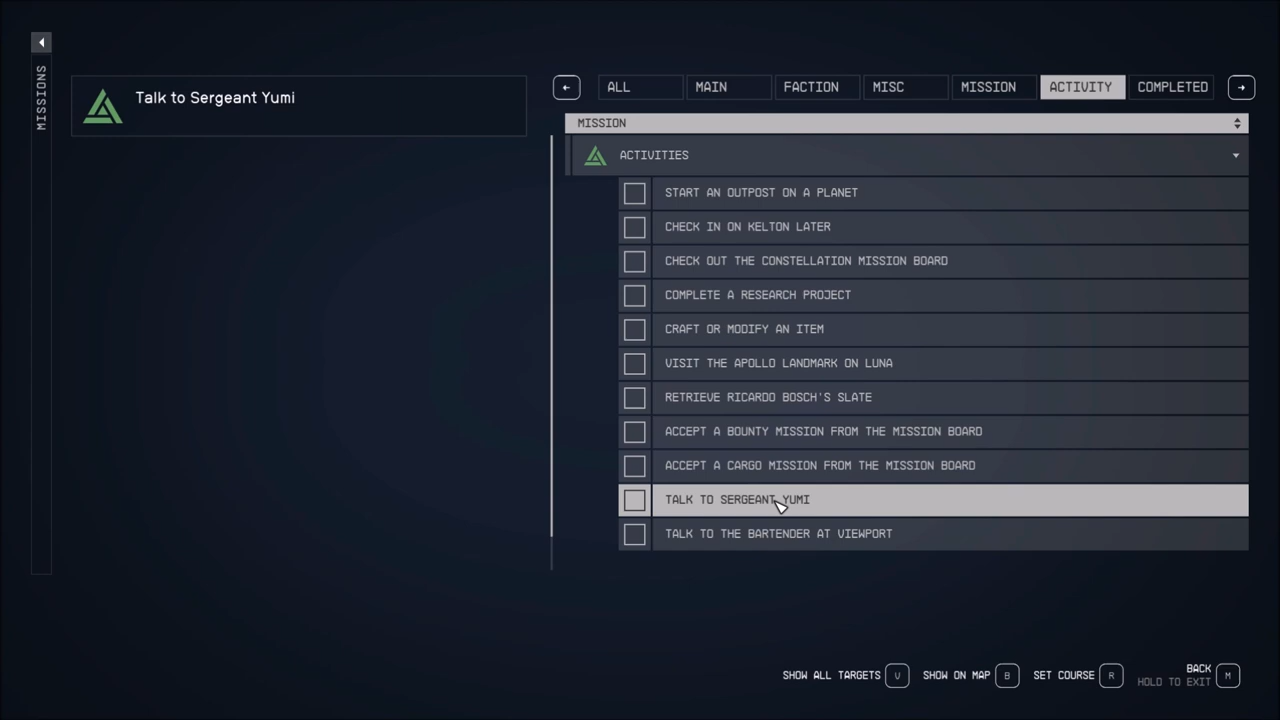 MISSIONS
Talk to Sergeant Yumi
ALL MAIN FACTION MISC MISSION ACTIVITY COMPLETED
MISSION
ACTIVITIES
START AN OUTPOST ON A PLANET
CHECK IN ON KELTON LATER
CHECK OUT THE CONSTELLATION MISSION BOARD
COMPLETE A RESEARCH PROJECT
CRAFT OR MODIFY AN ITEM
VISIT THE APOLLO LANDMARK ON LUNA
RETRIEVE RICARDO BOSCH'S SLATE
ACCEPT A BOUNTY MISSION FROM THE MISSION BOARD
ACCEPT A CARGO MISSION FROM THE MISSION BOARD
TALK TO SERGEANT YUMI
TALK TO THE BARTENDER AT VIEWPORT
SHOW ALL TARGETS V SHOW ON MAP B SET COURSE R BACK M
HOLD TO EXIT